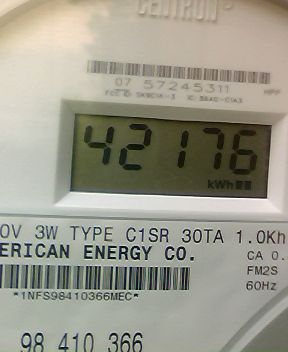 CENTRON
07 57245311
42176
kWh
0V 3W TYPE C1SR 30TA 1.0Kh
ERICAN ENERGY CO.
CA 0.
FM2S
*1NFS98410366MEC*
60Hz
98 410 366